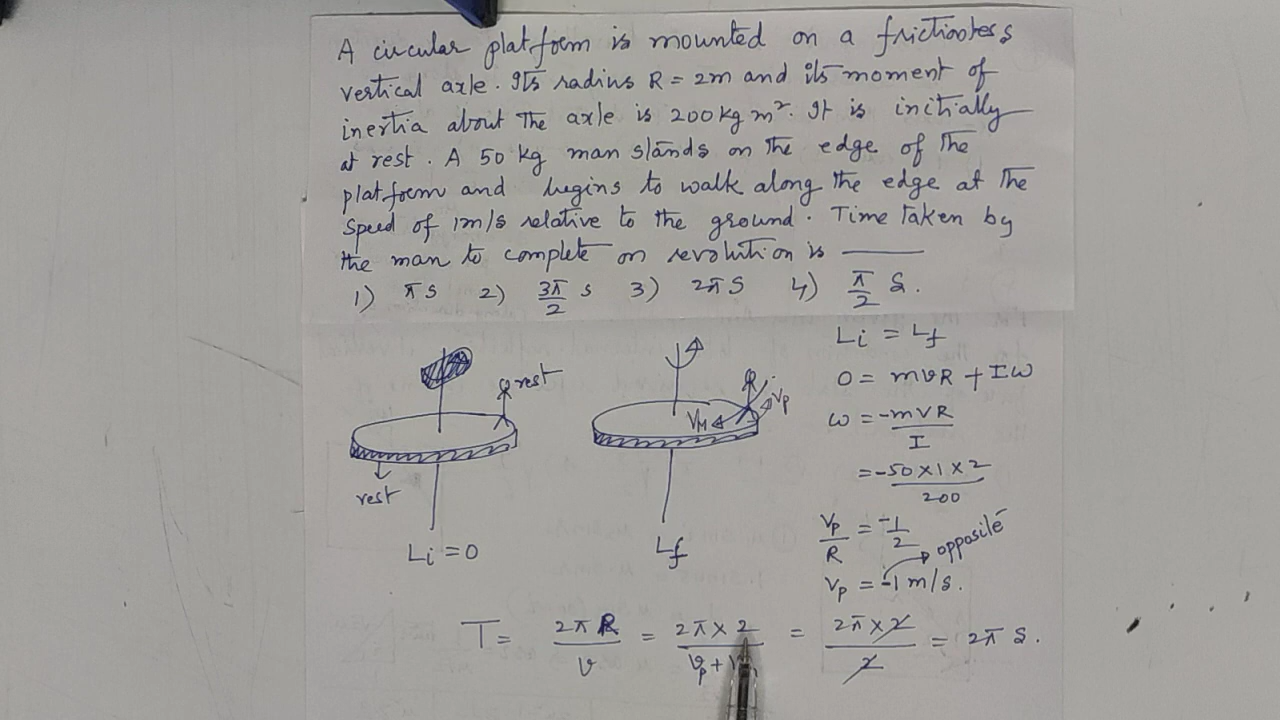 A circular platform is mounted on a frictionless
vertical axle. Its radius R = 2m and its moment of
inertia about the axle is 200 kg m². It is initially
at rest. A 50 kg man stands on the edge of the
platform and begins to walk along the edge at the
speed of 1m/s relative to the ground. Time taken by
the man to complete on revolution is ______
1) π s 2) 3π/2 s 3) 2π s 4) π/2 s.
Li = Lf
0 = mvR + Iω
ω = -mVR/I
= -50×1×2/200
Vp/R = -1/2
Vp = -1 m/s.
opposite
rest
rest
Li = 0
VM
Vp
Lf
T = 2πR/v = 2π×2/Vp+ = 2π×2/2 = 2π s.